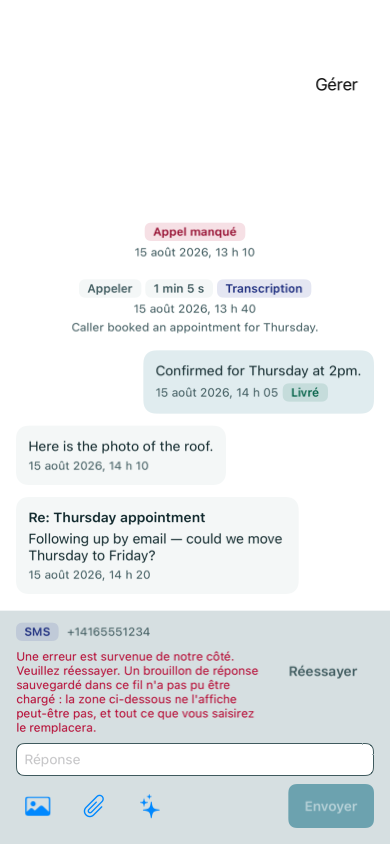 Gérer
Appel manqué
15 août 2026, 13 h 10
Appeler 1 min 5 s Transcription
15 août 2026, 13 h 40
Caller booked an appointment for Thursday.
Confirmed for Thursday at 2pm.
15 août 2026, 14 h 05 Livré
Here is the photo of the roof.
15 août 2026, 14 h 10
Re: Thursday appointment
Following up by email — could we move
Thursday to Friday?
15 août 2026, 14 h 20
SMS +14165551234
Une erreur est survenue de notre côté.
Veuillez réessayer. Un brouillon de réponse
sauvegardé dans ce fil n'a pas pu être
chargé : la zone ci-dessous ne l'affiche
peut-être pas, et tout ce que vous saisirez
le remplacera.
Réessayer
Réponse
Envoyer